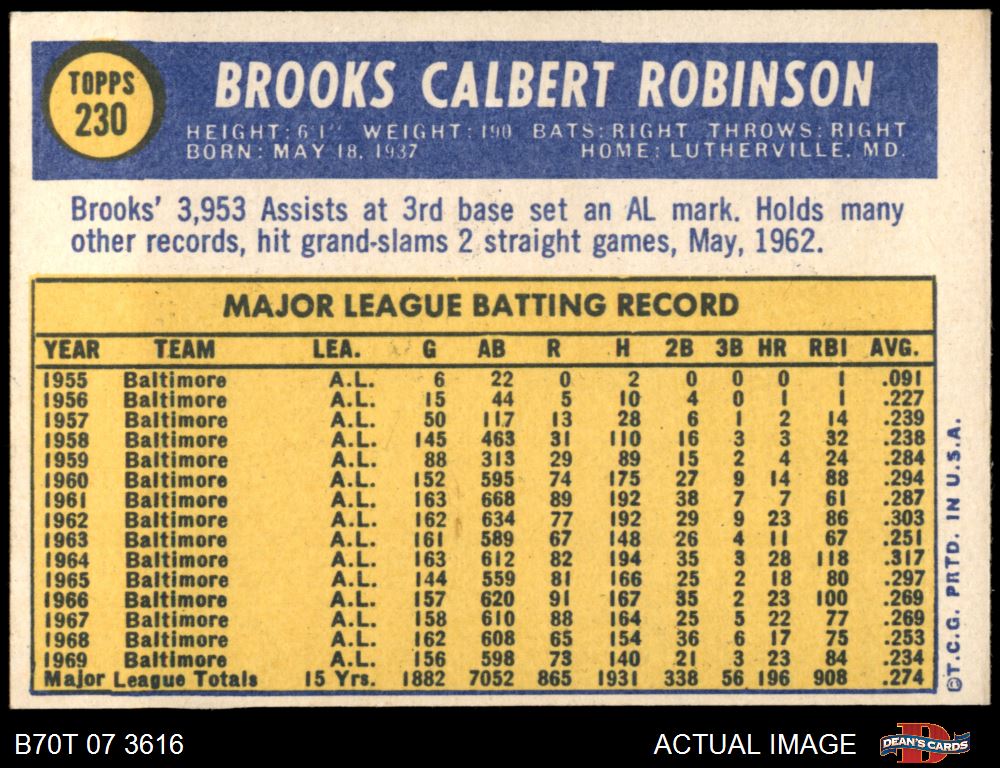 TOPPS
230
BROOKS CALBERT ROBINSON
HEIGHT: 6'1" WEIGHT: 190 BATS: RIGHT THROWS: RIGHT
BORN: MAY 18, 1937 HOME: LUTHERVILLE, MD.
Brooks' 3,953 Assists at 3rd base set an AL mark. Holds many
other records, hit grand-slams 2 straight games, May, 1962.
MAJOR LEAGUE BATTING RECORD
YEAR TEAM LEA. G AB R H 2B 3B HR RBI AVG.
1955 Baltimore A.L. 6 22 0 2 0 0 0 1 .091
1956 Baltimore A.L. 15 44 5 10 4 0 1 1 .227
1957 Baltimore A.L. 50 117 13 28 6 1 2 14 .239
1958 Baltimore A.L. 145 463 31 110 16 3 3 32 .238
1959 Baltimore A.L. 88 313 29 89 15 2 4 24 .284
1960 Baltimore A.L. 152 595 74 175 27 9 14 88 .294
1961 Baltimore A.L. 163 668 89 192 38 7 7 61 .287
1962 Baltimore A.L. 162 634 77 192 29 9 23 86 .303
1963 Baltimore A.L. 161 589 67 148 26 4 11 67 .251
1964 Baltimore A.L. 163 612 82 194 35 3 28 118 .317
1965 Baltimore A.L. 144 559 81 166 25 2 18 80 .297
1966 Baltimore A.L. 157 620 91 167 35 2 23 100 .269
1967 Baltimore A.L. 158 610 88 164 25 5 22 77 .269
1968 Baltimore A.L. 162 608 65 154 36 6 17 75 .253
1969 Baltimore A.L. 156 598 73 140 21 3 23 84 .234
Major League Totals 15 Yrs. 1882 7052 865 1931 338 56 196 908 .274
©T.C.G. PRTD. IN U.S.A.
B70T 07 3616
ACTUAL IMAGE
DEAN'S CARDS